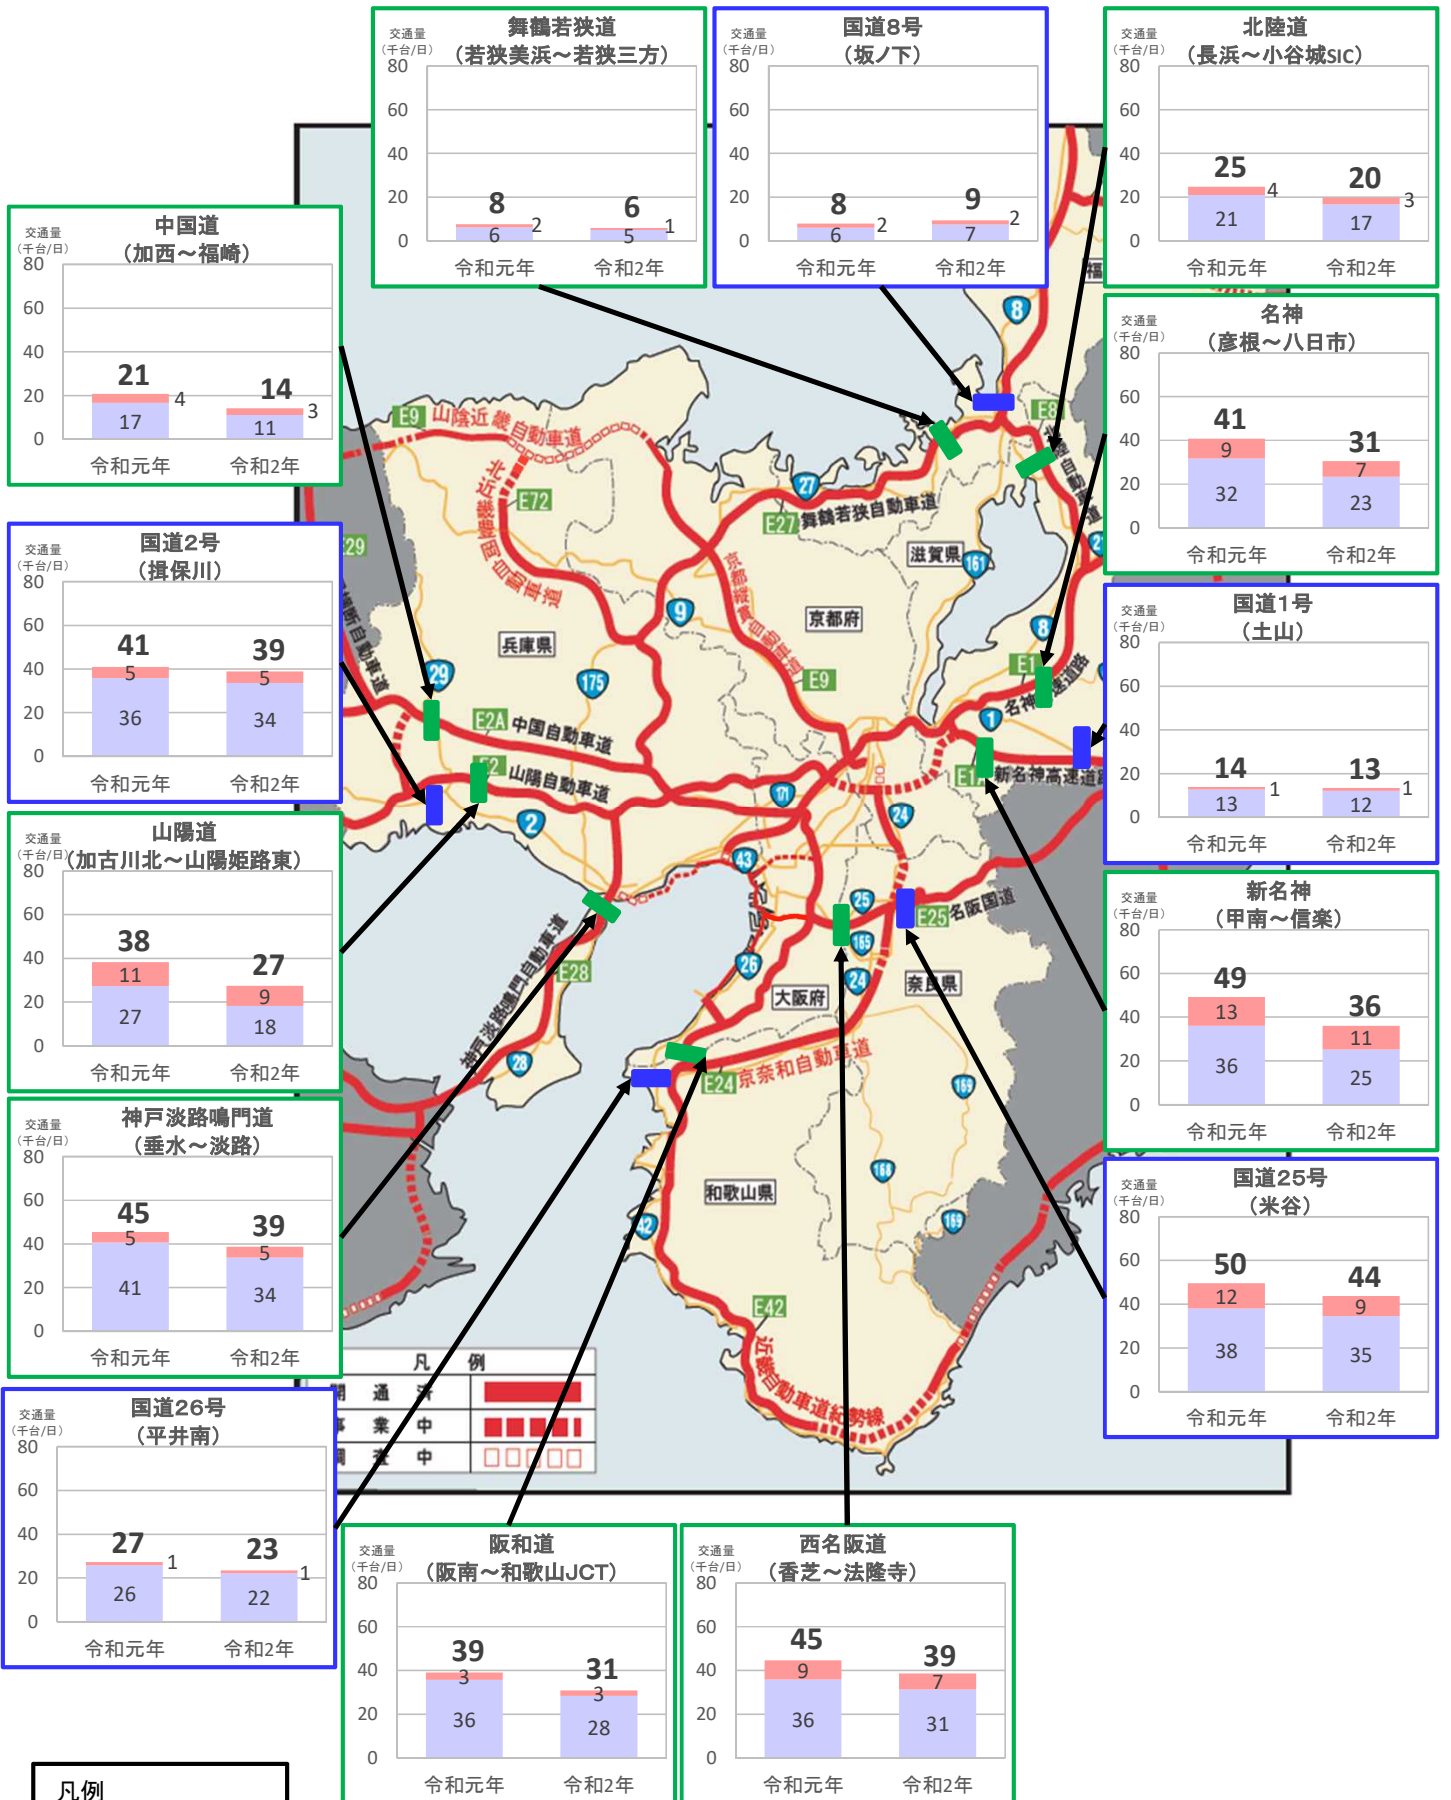 交通量
（千台/日）
舞鶴若狭道
（若狭美浜～若狭三方）
80
60
40
20
0
8
2
6
6
1
5
令和元年
令和2年
交通量
（千台/日）
国道8号
（坂ノ下）
80
60
40
20
0
8
2
6
9
2
7
令和元年
令和2年
交通量
（千台/日）
北陸道
（長浜～小谷城SIC）
80
60
40
20
0
25
4
21
20
3
17
令和元年
令和2年
交通量
（千台/日）
中国道
（加西～福崎）
80
60
40
20
0
21
4
17
14
3
11
令和元年
令和2年
交通量
（千台/日）
名神
（彦根～八日市）
80
60
40
20
0
41
9
32
31
7
23
令和元年
令和2年
交通量
（千台/日）
国道2号
（揖保川）
80
60
40
20
0
41
5
36
39
5
34
令和元年
令和2年
交通量
（千台/日）
国道1号
（土山）
80
60
40
20
0
14
1
13
13
1
12
令和元年
令和2年
交通量
（千台/日）
山陽道
（加古川北～山陽姫路東）
80
60
40
20
0
38
11
27
27
9
18
令和元年
令和2年
交通量
（千台/日）
新名神
（甲南～信楽）
80
60
40
20
0
49
13
36
36
11
25
令和元年
令和2年
交通量
（千台/日）
神戸淡路鳴門道
（垂水～淡路）
80
60
40
20
0
45
5
41
39
5
34
令和元年
令和2年
交通量
（千台/日）
国道25号
（米谷）
80
60
40
20
0
50
12
38
44
9
35
令和元年
令和2年
交通量
（千台/日）
国道26号
（平井南）
80
60
40
20
0
27
1
26
23
1
22
令和元年
令和2年
交通量
（千台/日）
阪和道
（阪南～和歌山JCT）
80
60
40
20
0
39
3
36
31
3
28
令和元年
令和2年
交通量
（千台/日）
西名阪道
（香芝～法隆寺）
80
60
40
20
0
45
9
36
39
7
31
令和元年
令和2年
福
8
E8
E9
山陰近畿自動車道
北近畿豊岡自動車道
E72
27
E27
舞鶴若狭自動車道
滋賀県
161
京都縦貫自動車道
京都府
9
兵庫県
29
175
E9
8
E1
1
E2A
中国自動車道
E2
山陽自動車道
新名神高速道路
171
2
24
43
25
E25
名阪国道
165
神戸淡路鳴門自動車道
E28
26
24
大阪府
奈良県
28
E24
京奈和自動車道
169
168
和歌山県
42
169
E42
近畿自動車道紀勢線
凡 例
開 通 済
事 業 中
調 査 中
凡例